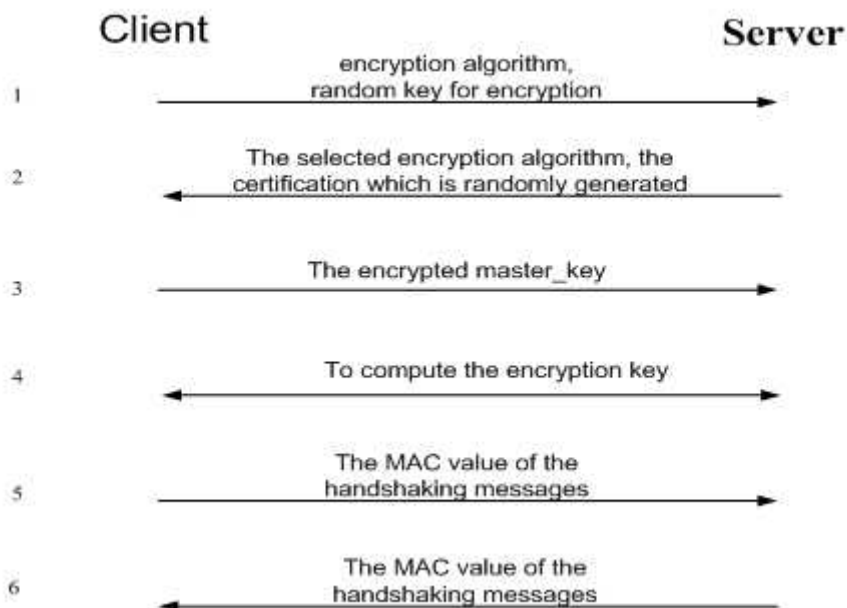 Client
Server
1
encryption algorithm,
random key for encryption
2
The selected encryption algorithm, the
certification which is randomly generated
3
The encrypted master_key
4
To compute the encryption key
5
The MAC value of the
handshaking messages
6
The MAC value of the
handshaking messages